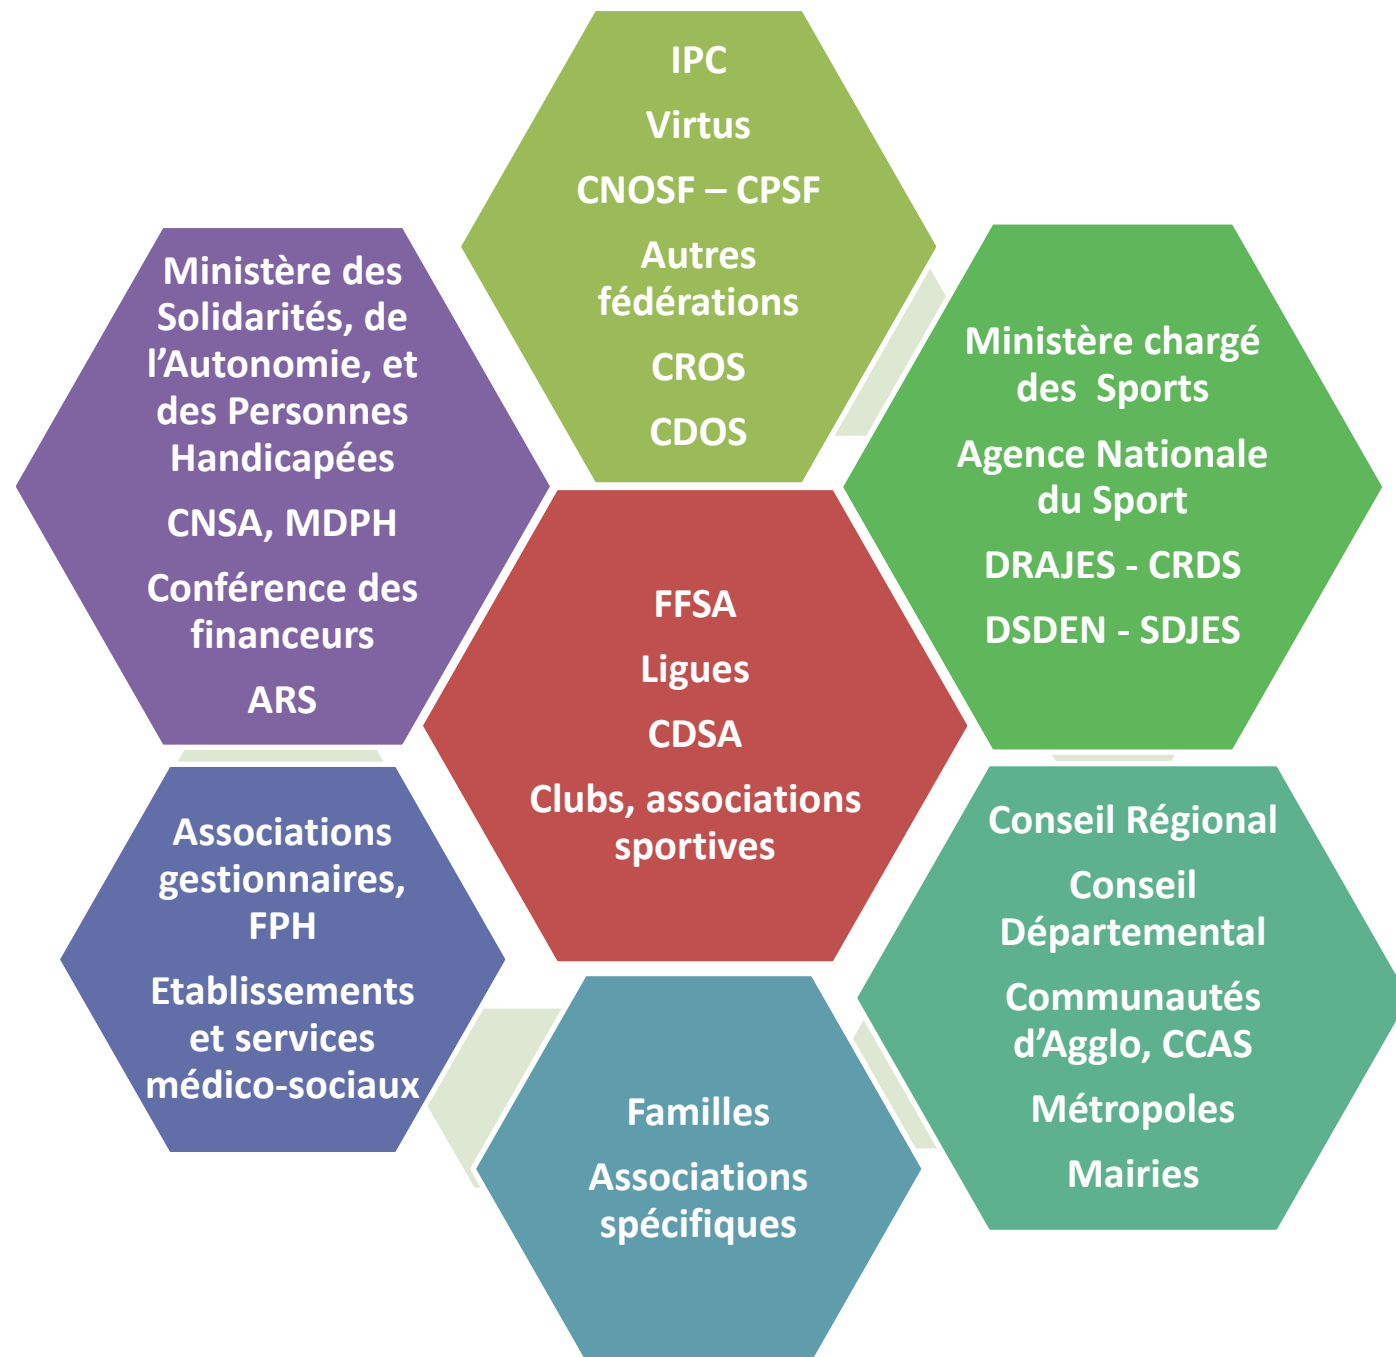 IPC
Virtus
CNOSF – CPSF
Autres
fédérations
CROS
CDOS
Ministère des
Solidarités, de
l’Autonomie, et
des Personnes
Handicapées
CNSA, MDPH
Conférence des
financeurs
ARS
Ministère chargé
des  Sports
Agence Nationale
du Sport
DRAJES - CRDS
DSDEN - SDJES
FFSA
Ligues
CDSA
Clubs, associations
sportives
Associations
gestionnaires,
FPH
Etablissements
et services
médico-sociaux
Conseil Régional
Conseil
Départemental
Communautés
d’Agglo, CCAS
Métropoles
Mairies
Familles
Associations
spécifiques